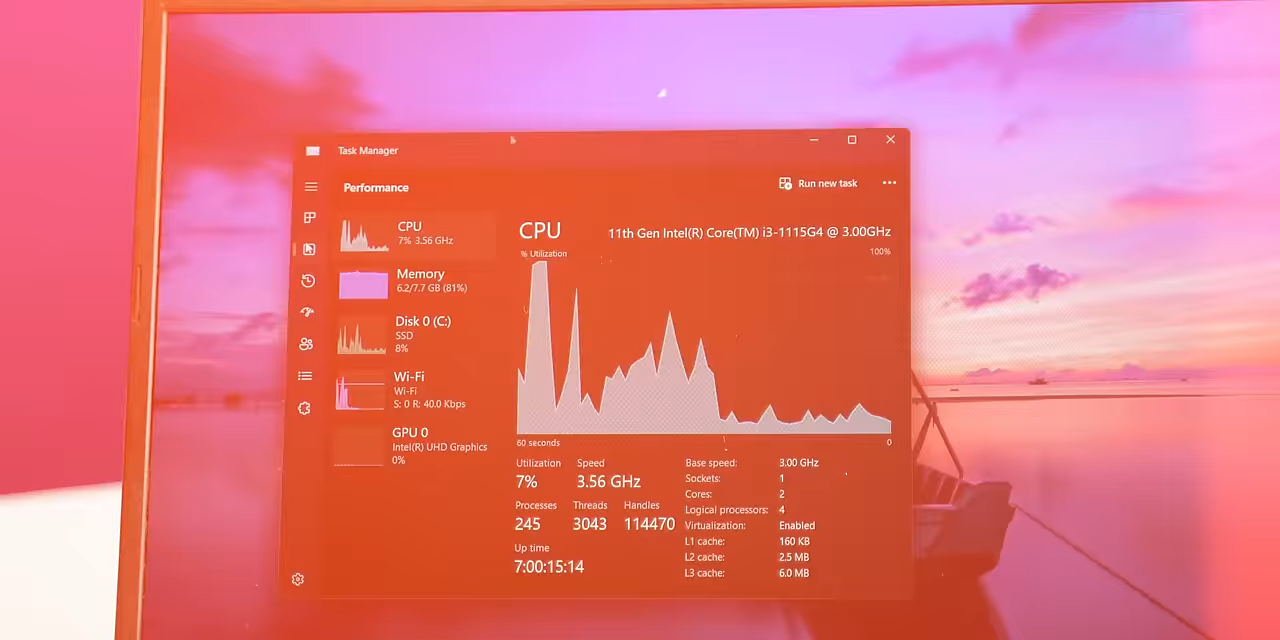 Task Manager
Performance
Run new task
CPU
7% 3.56 GHz
Memory
6.2/7.7 GB (81%)
Disk 0 (C:)
SSD
8%
Wi-Fi
Wi-Fi
S: 0 R: 40.0 Kbps
GPU 0
Intel(R) UHD Graphics
0%
CPU
11th Gen Intel(R) Core(TM) i3-1115G4 @ 3.00GHz
% Utilization
100%
60 seconds
0
Utilization
Speed
7%
3.56 GHz
Processes
Threads
Handles
245
3043
114470
Up time
7:00:15:14
Base speed:
3.00 GHz
Sockets:
1
Cores:
2
Logical processors:
4
Virtualization:
Enabled
L1 cache:
160 KB
L2 cache:
2.5 MB
L3 cache:
6.0 MB